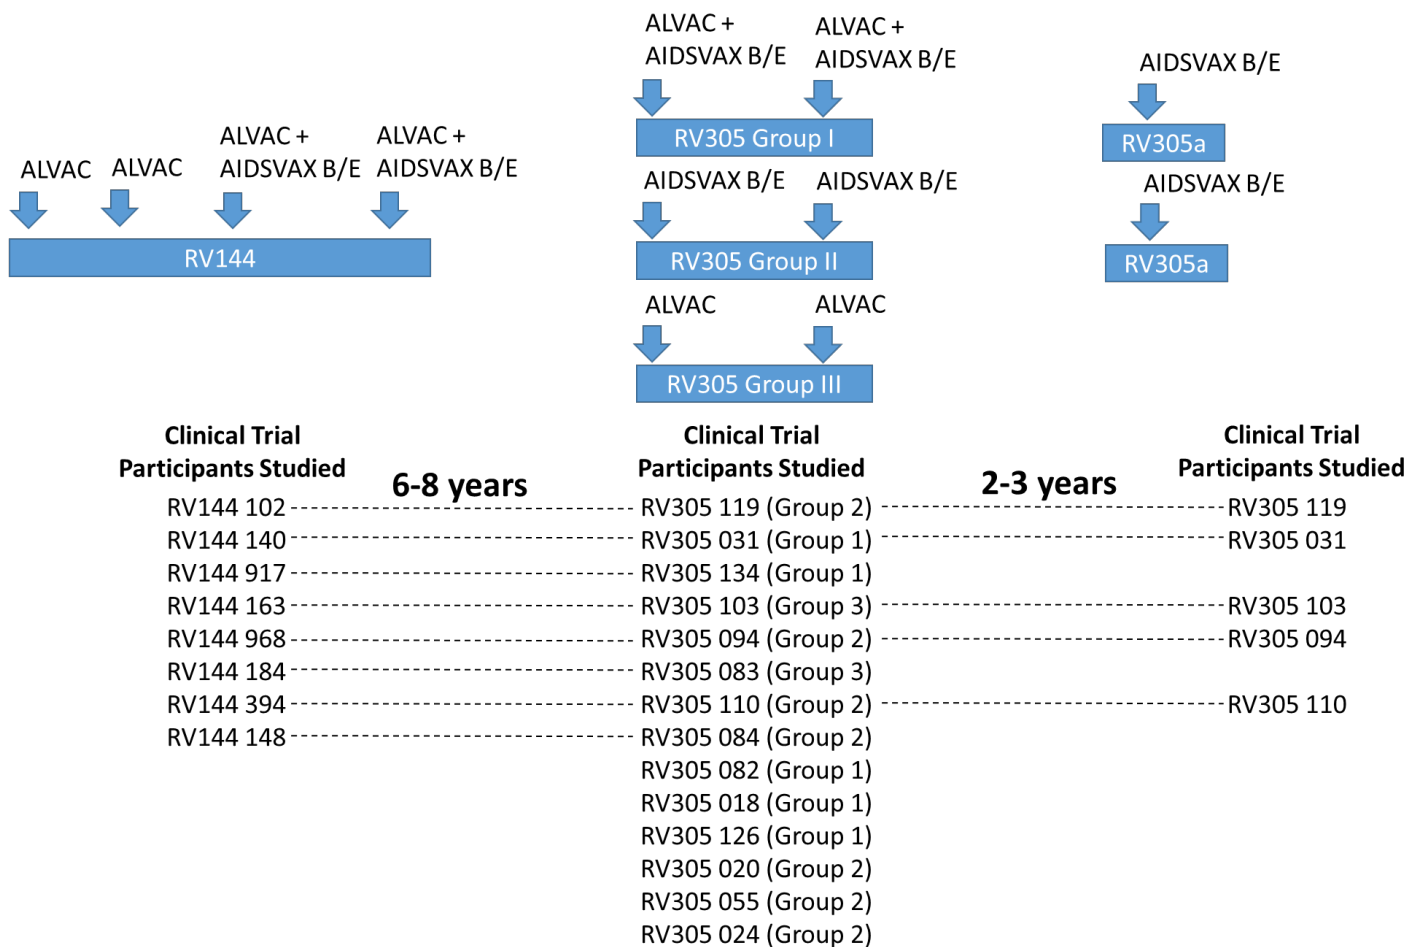 ALVAC
ALVAC
ALVAC +
AIDSVAX B/E
ALVAC +
AIDSVAX B/E
RV144
ALVAC +
AIDSVAX B/E
ALVAC +
AIDSVAX B/E
RV305 Group I
AIDSVAX B/E
AIDSVAX B/E
RV305 Group II
ALVAC
ALVAC
RV305 Group III
AIDSVAX B/E
RV305a
AIDSVAX B/E
RV305a
Clinical Trial
Participants Studied
6-8 years
Clinical Trial
Participants Studied
2-3 years
Clinical Trial
Participants Studied
RV144 102 RV305 119 (Group 2) RV305 119
RV144 140 RV305 031 (Group 1) RV305 031
RV144 917 RV305 134 (Group 1)
RV144 163 RV305 103 (Group 3) RV305 103
RV144 968 RV305 094 (Group 2) RV305 094
RV144 184 RV305 083 (Group 3)
RV144 394 RV305 110 (Group 2) RV305 110
RV144 148 RV305 084 (Group 2)
RV305 082 (Group 1)
RV305 018 (Group 1)
RV305 126 (Group 1)
RV305 020 (Group 2)
RV305 055 (Group 2)
RV305 024 (Group 2)